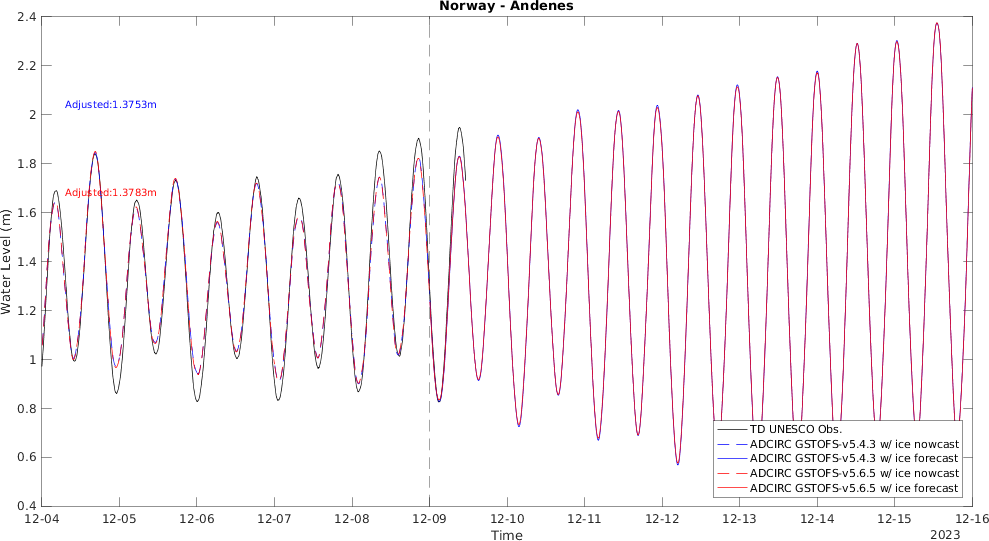 Norway - Andenes
Water Level (m)
2.4
2.2
2
1.8
1.6
1.4
1.2
1
0.8
0.6
0.4
Adjusted:1.3753m
Adjusted:1.3783m
TD UNESCO Obs.
ADCIRC GSTOFS-v5.4.3 w/ ice nowcast
ADCIRC GSTOFS-v5.4.3 w/ ice forecast
ADCIRC GSTOFS-v5.6.5 w/ ice nowcast
ADCIRC GSTOFS-v5.6.5 w/ ice forecast
12-04 12-05 12-06 12-07 12-08 12-09 12-10 12-11 12-12 12-13 12-14 12-15 12-16
Time
2023